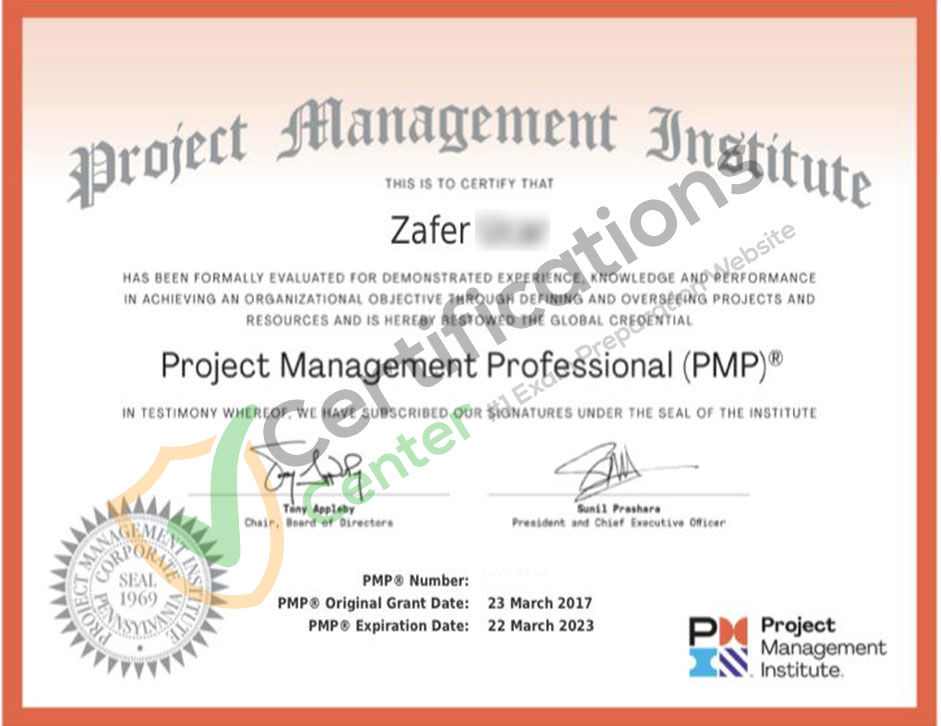 Project Management Institute
THIS IS TO CERTIFY THAT
Zafer
HAS BEEN FORMALLY EVALUATED FOR DEMONSTRATED EXPERIENCE, KNOWLEDGE AND PERFORMANCE
IN ACHIEVING AN ORGANIZATIONAL OBJECTIVE THROUGH DEFINING AND OVERSEEING PROJECTS AND
RESOURCES AND IS HEREBY BESTOWED THE GLOBAL CREDENTIAL
Project Management Professional (PMP)®
IN TESTIMONY WHEREOF, WE HAVE SUBSCRIBED OUR SIGNATURES UNDER THE SEAL OF THE INSTITUTE
Certifications
Center
#1 Exam Preparation Website
Tony Appleby
Chair, Board of Directors
Sunil Prashara
President and Chief Executive Officer
PROJECT MANAGEMENT INSTITUTE
CORPORATE
SEAL
1969
PENNSYLVANIA
PMP® Number:
PMP® Original Grant Date: 23 March 2017
PMP® Expiration Date: 22 March 2023
Project
Management
Institute.